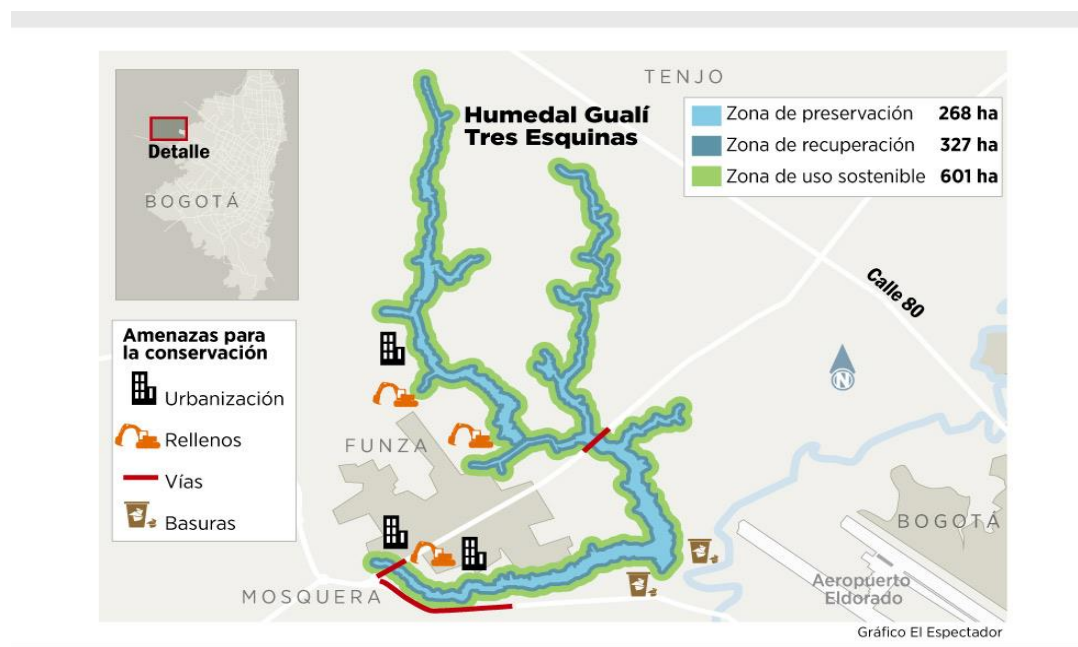 TENJO
Humedal Gualí
Tres Esquinas
Zona de preservación 268 ha
Zona de recuperación 327 ha
Zona de uso sostenible 601 ha
Detalle
BOGOTÁ
Calle 80
Amenazas para
la conservación
Urbanización
Rellenos
Vías
Basuras
N
FUNZA
BOGOTÁ
MOSQUERA
Aeropuerto
Eldorado
Gráfico El Espectador